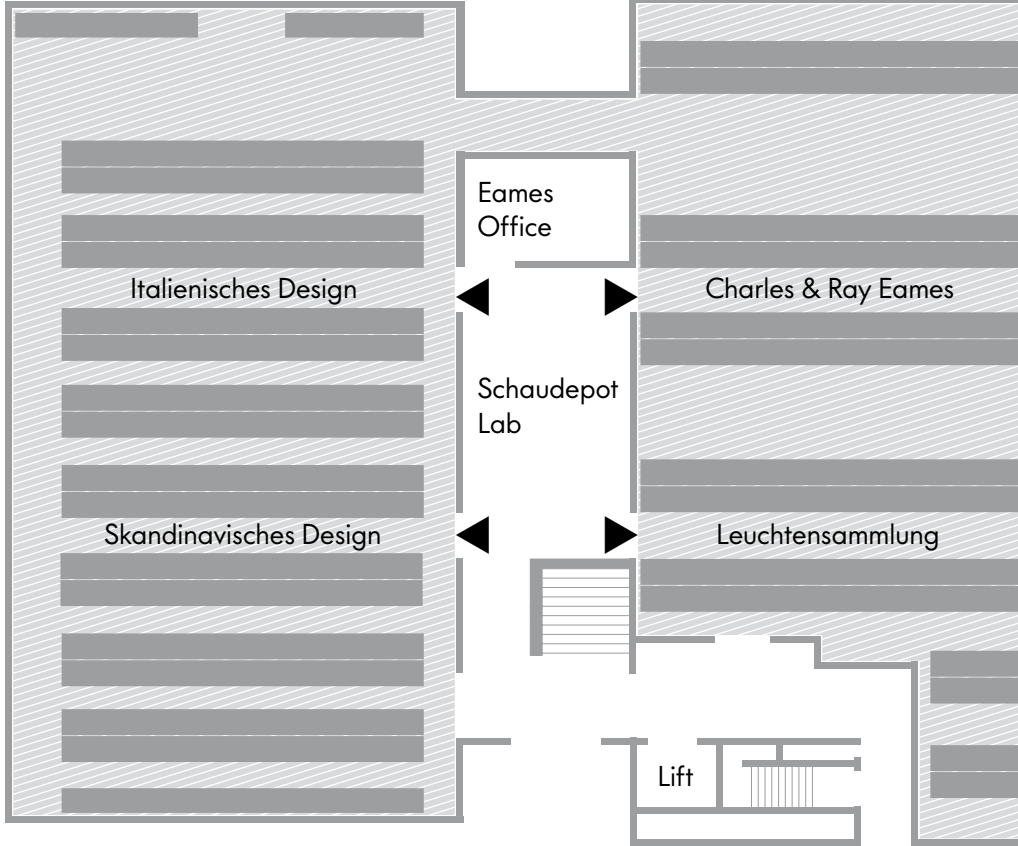 Eames
Office
Italienisches Design
Charles & Ray Eames
Schaudepot
Lab
Skandinavisches Design
Leuchtensammlung
Lift